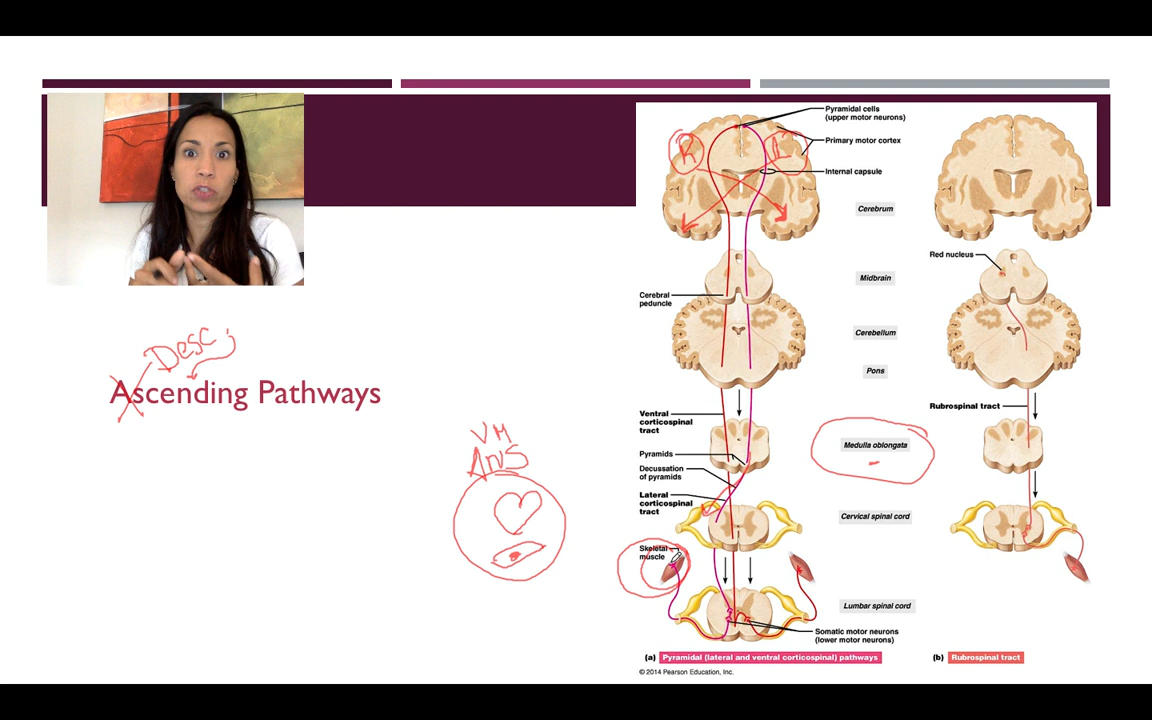 Desc
Ascending Pathways
VM
ANS
R
L
Pyramidal cells
(upper motor neurons)
Primary motor cortex
Internal capsule
Cerebrum
Red nucleus
Midbrain
Cerebral
peduncle
Cerebellum
Pons
Ventral
corticospinal
tract
Rubrospinal tract
Medulla oblongata
Pyramids
Decussation
of pyramids
Lateral
corticospinal
tract
Cervical spinal cord
Skeletal
muscle
Lumbar spinal cord
Somatic motor neurons
(lower motor neurons)
(a) Pyramidal (lateral and ventral corticospinal) pathways
(b) Rubrospinal tract
© 2014 Pearson Education, Inc.